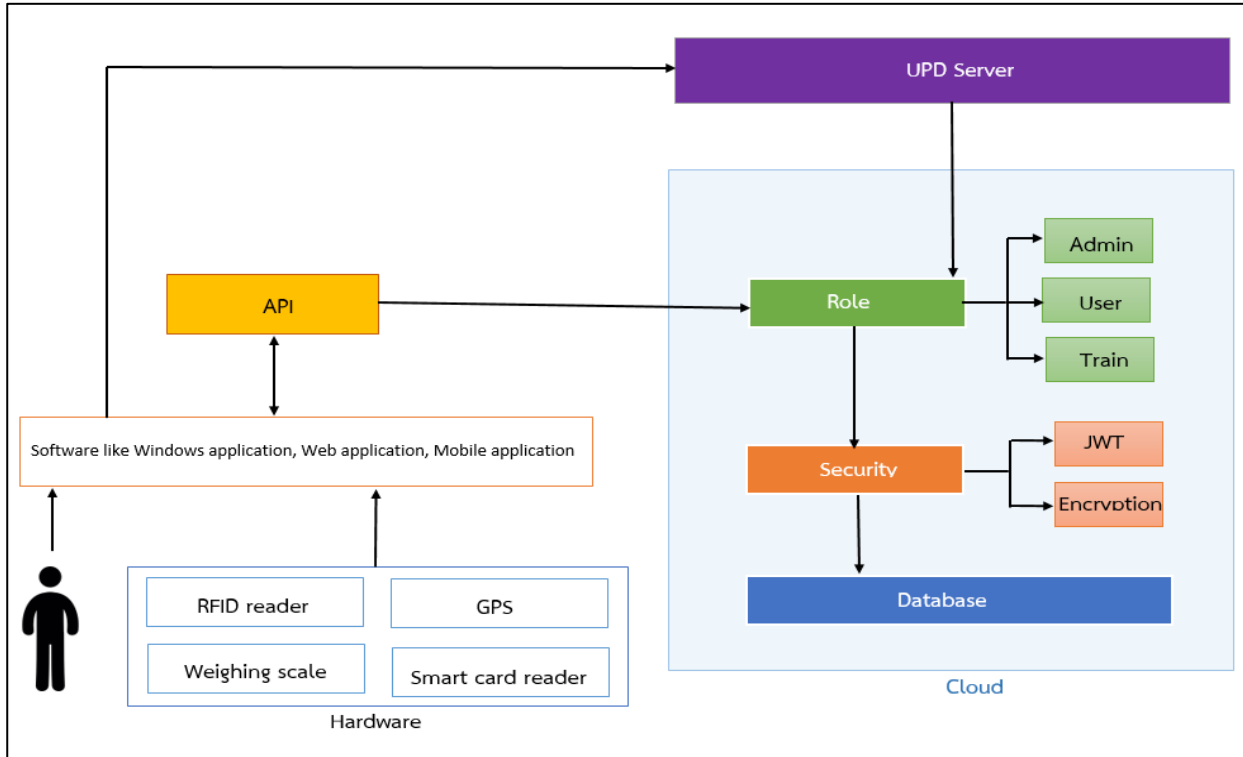 UPD Server
Admin
API
Role
User
Train
Software like Windows application, Web application, Mobile application
JWT
Security
Encryption
RFID reader
GPS
Database
Weighing scale
Smart card reader
Cloud
Hardware